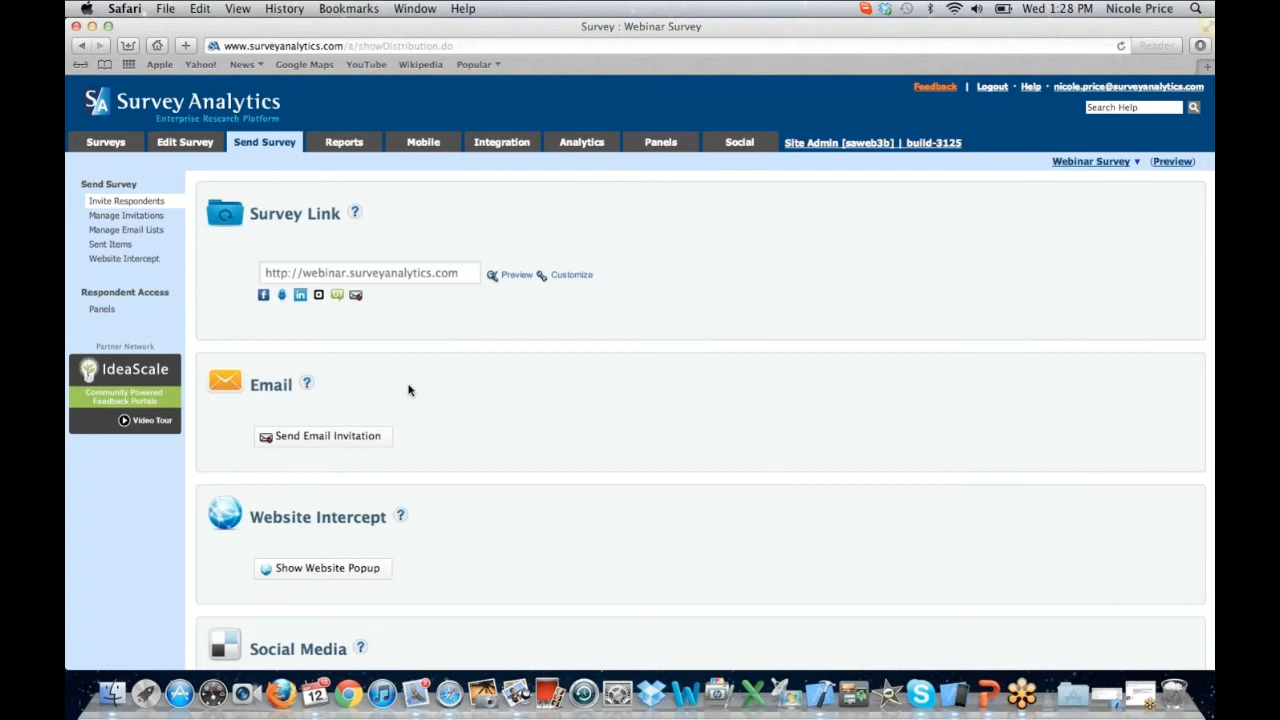 Safari File Edit View History Bookmarks Window Help Wed 1:28 PM Nicole Price
Survey : Webinar Survey
www.surveyanalytics.com/a/showDistribution.do Reader
Apple Yahoo! News Google Maps YouTube Wikipedia Popular
Feedback | Logout · Help · nicole.price@surveyanalytics.com
SA Survey Analytics
Enterprise Research Platform
Search Help
Surveys Edit Survey Send Survey Reports Mobile Integration Analytics Panels Social Site Admin [saweb3b] | build-3125
Webinar Survey (Preview)
Send Survey
Invite Respondents
Manage Invitations
Manage Email Lists
Sent Items
Website Intercept
Respondent Access
Panels
Partner Network
IdeaScale
Community Powered
Feedback Portals
Video Tour
Survey Link ?
http://webinar.surveyanalytics.com Preview Customize
Email ?
Send Email Invitation
Website Intercept ?
Show Website Popup
Social Media ?
12